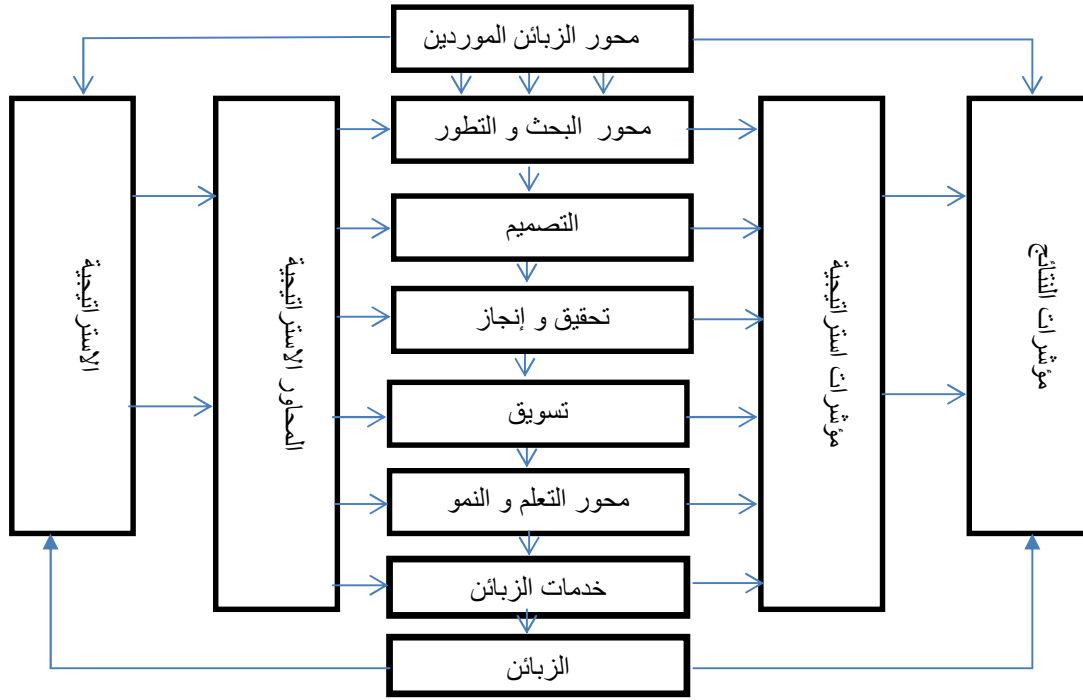 محور الزبائن الموردين
محور البحث و التطور
التصميم
تحقيق و إنجاز
تسويق
محور التعلم و النمو
خدمات الزبائن
الزبائن
مؤشرات النتائج
مؤشرات استراتيجية
المحاور الاستراتيجية
الاستراتيجية